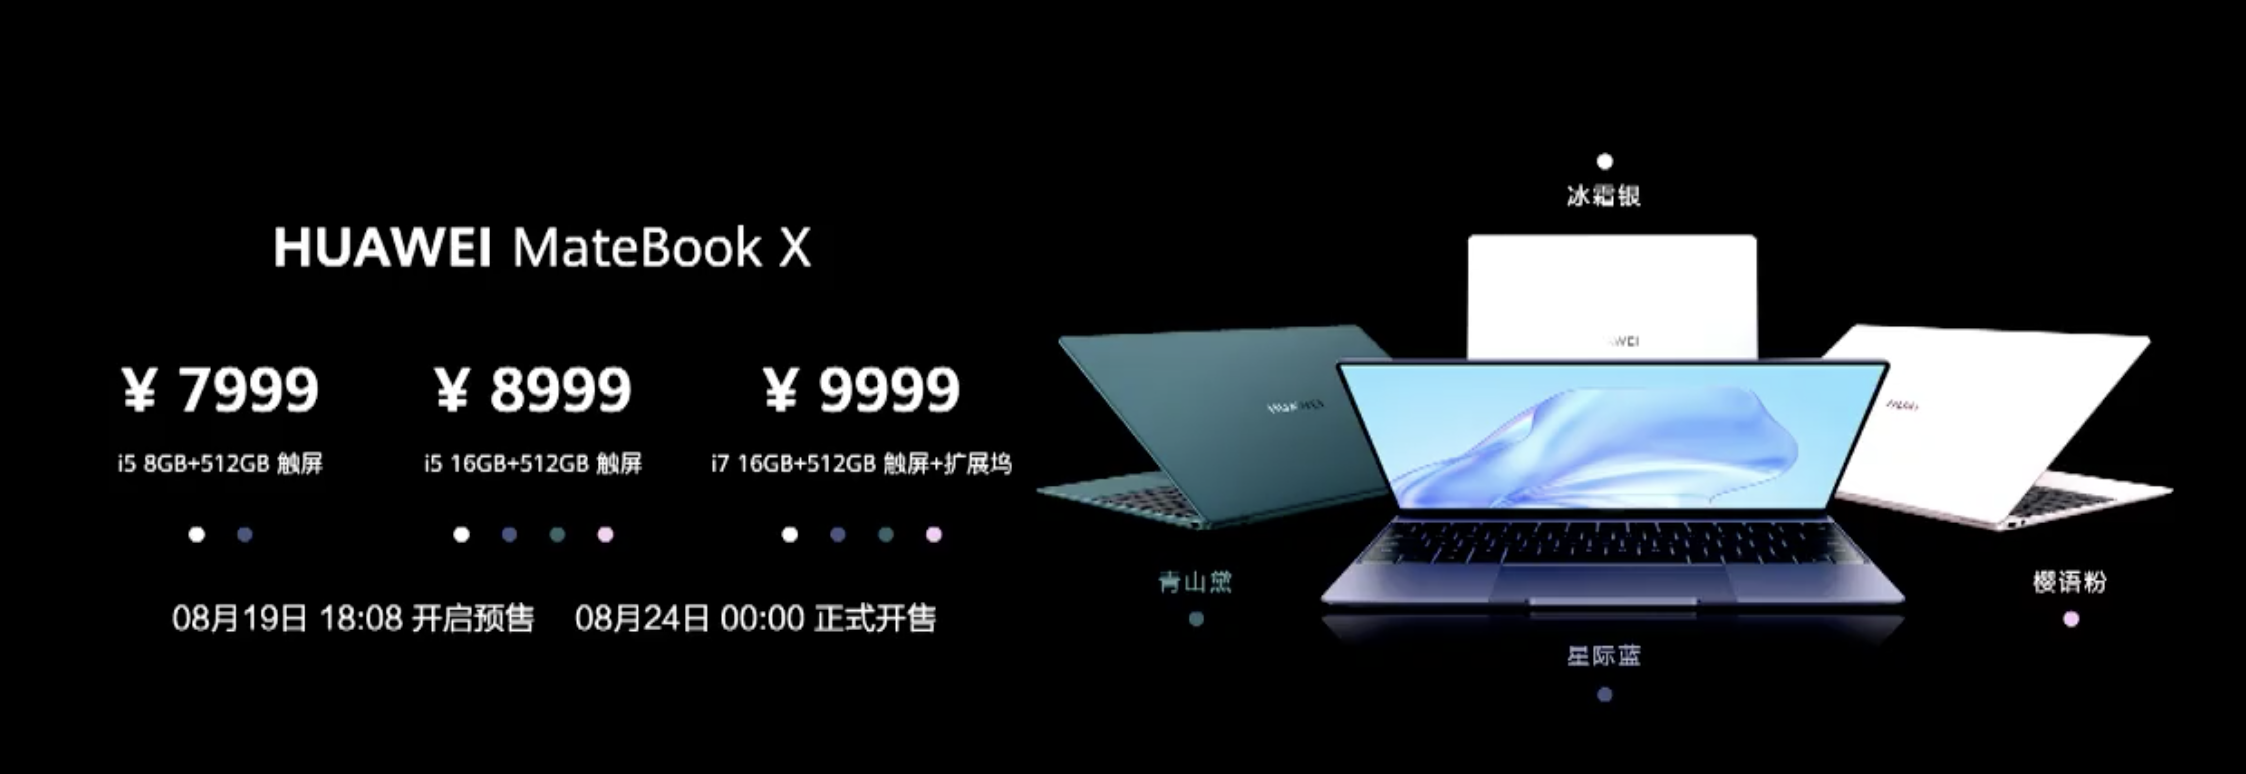 HUAWEI MateBook X
¥ 7999
¥ 8999
¥ 9999
i5 8GB+512GB 触屏
i5 16GB+512GB 触屏
i7 16GB+512GB 触屏+扩展坞
08月19日 18:08 开启预售
08月24日 00:00 正式开售
冰霜银
HUAWEI
青山黛
樱语粉
星际蓝